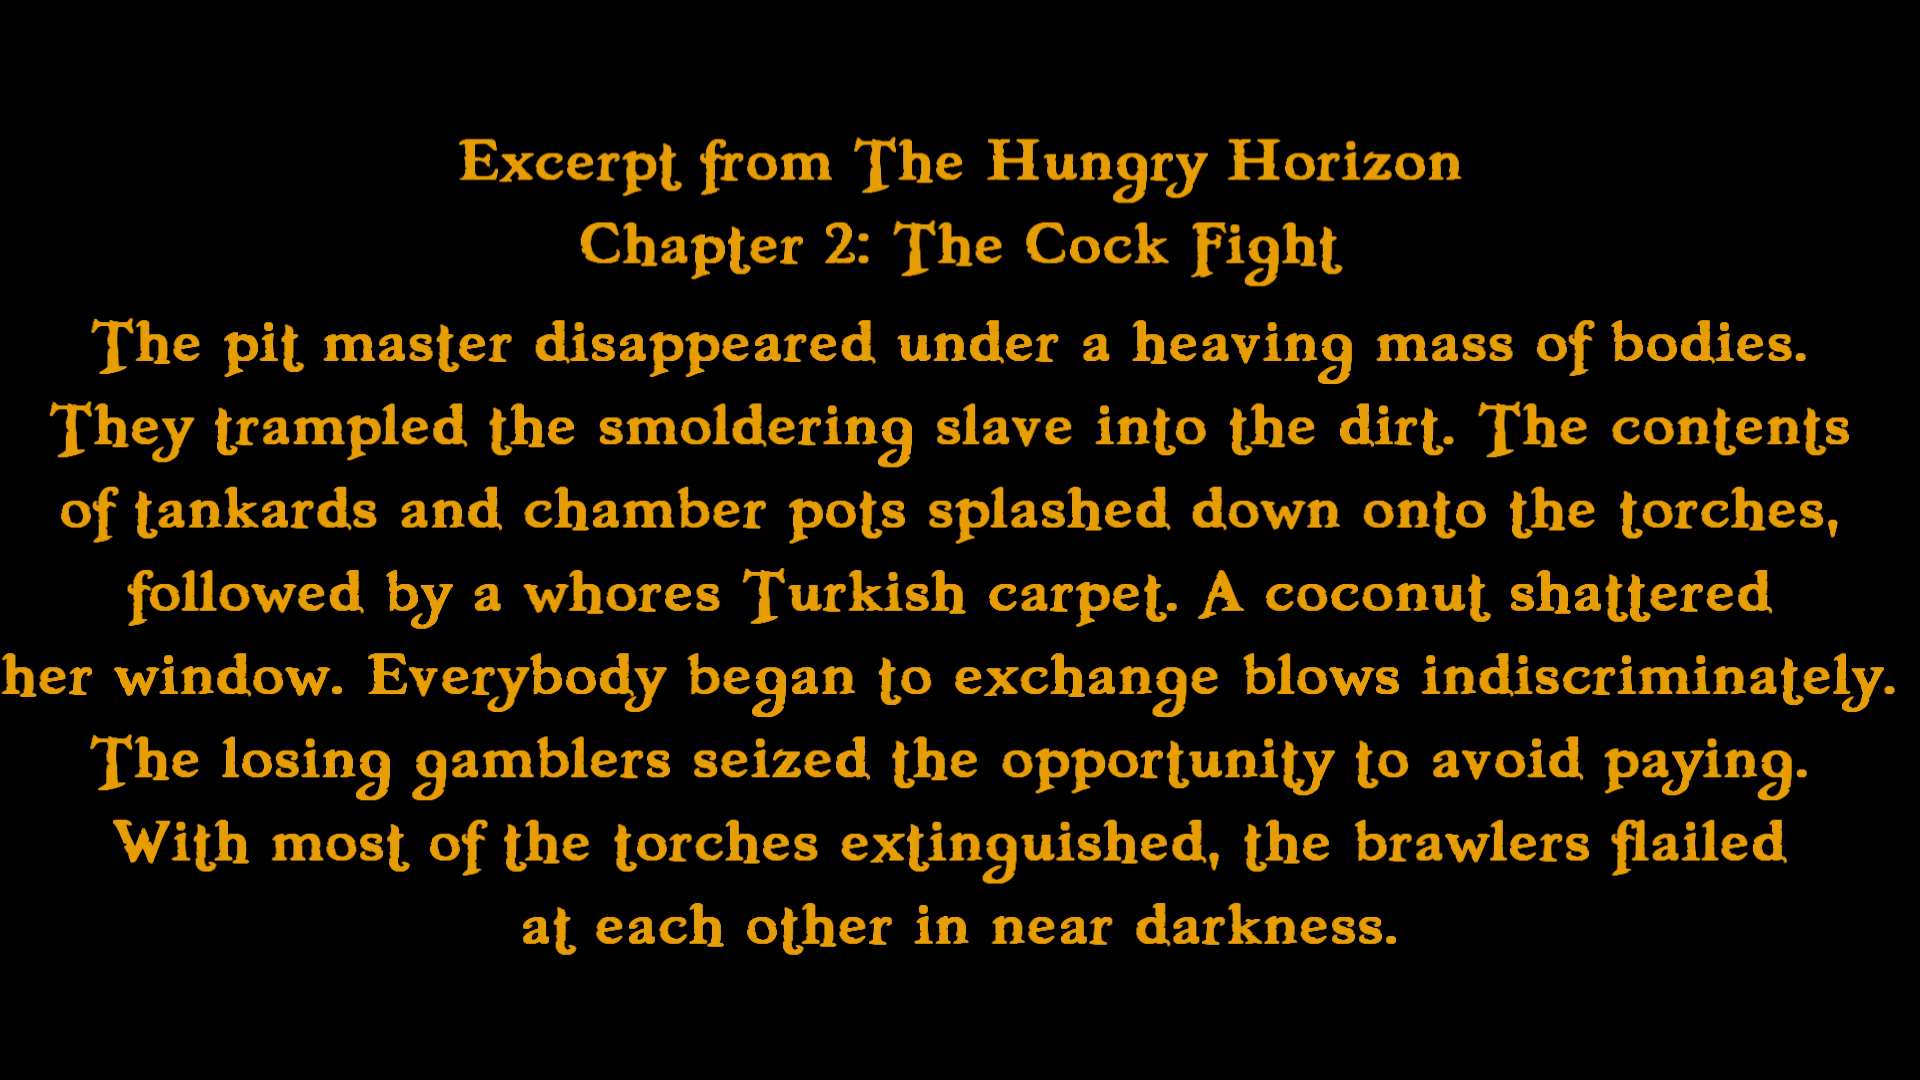 Excerpt from The Hungry Horizon
Chapter 2: The Cock Fight
The pit master disappeared under a heaving mass of bodies.
They trampled the smoldering slave into the dirt. The contents
of tankards and chamber pots splashed down onto the torches,
followed by a whores Turkish carpet. A coconut shattered
her window. Everybody began to exchange blows indiscriminately.
The losing gamblers seized the opportunity to avoid paying.
With most of the torches extinguished, the brawlers flailed
at each other in near darkness.